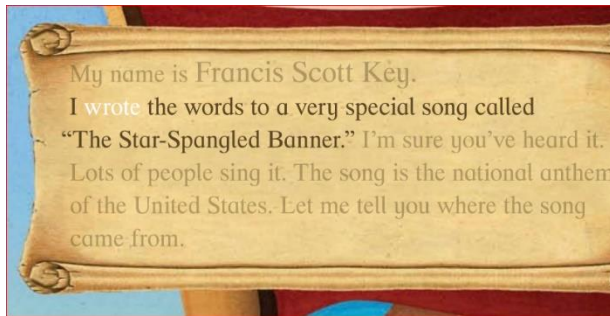 My name is Francis Scott Key.
I wrote the words to a very special song called
“The Star-Spangled Banner.” I’m sure you’ve heard it.
Lots of people sing it. The song is the national anthem
of the United States. Let me tell you where the song
came from.